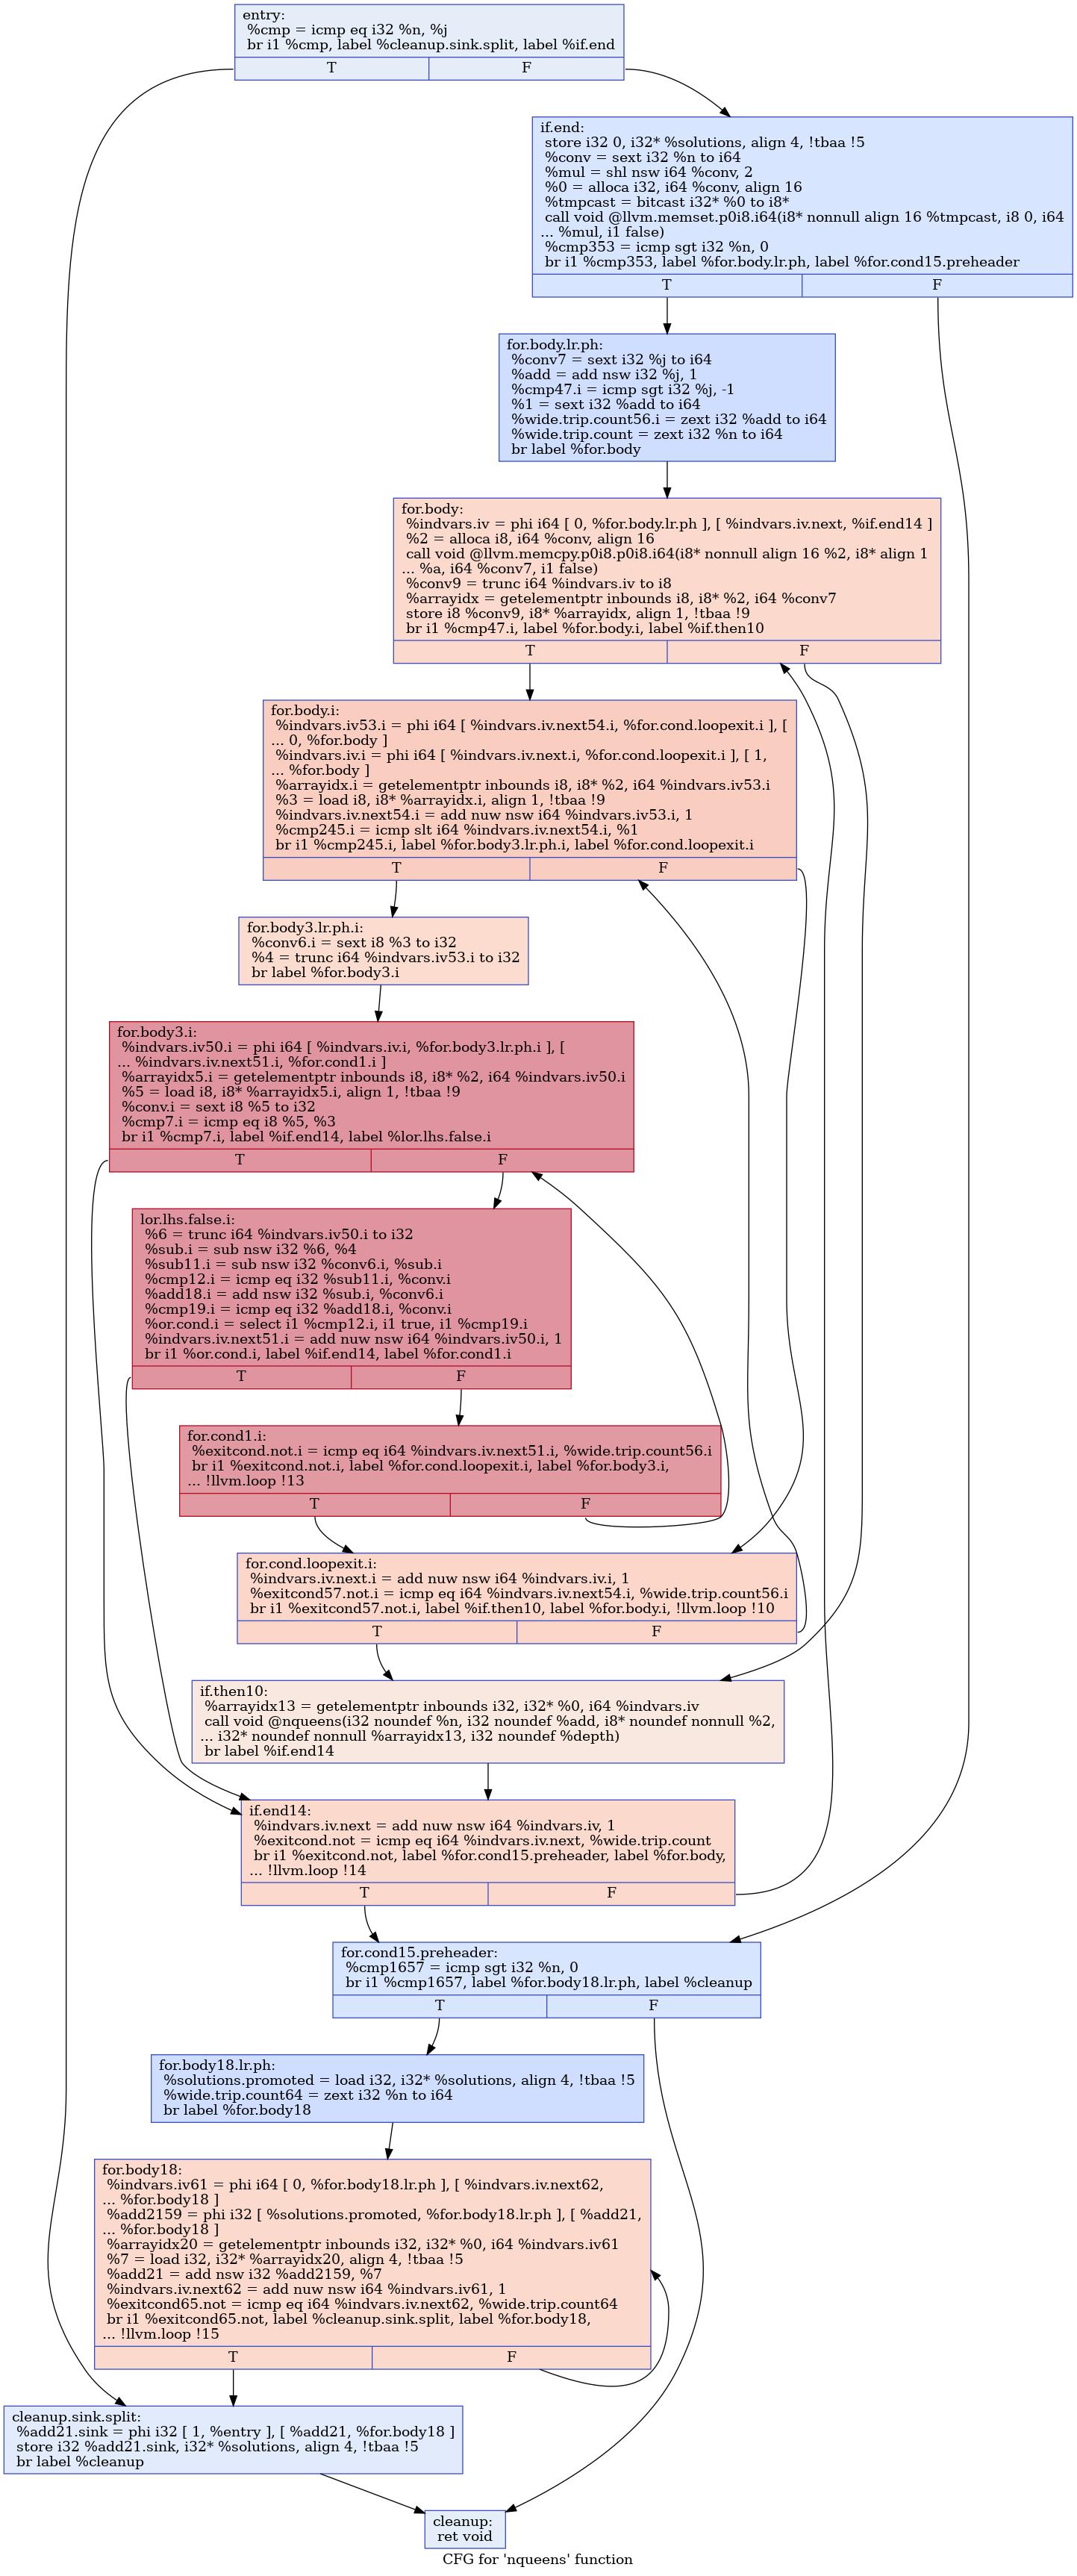 entry:
%cmp = icmp eq i32 %n, %j
br i1 %cmp, label %cleanup.sink.split, label %if.end
T F
if.end:
store i32 0, i32* %solutions, align 4, !tbaa !5
%conv = sext i32 %n to i64
%mul = shl nsw i64 %conv, 2
%0 = alloca i32, i64 %conv, align 16
%tmpcast = bitcast i32* %0 to i8*
call void @llvm.memset.p0i8.i64(i8* nonnull align 16 %tmpcast, i8 0, i64
... %mul, i1 false)
%cmp353 = icmp sgt i32 %n, 0
br i1 %cmp353, label %for.body.lr.ph, label %for.cond15.preheader
T F
for.body.lr.ph:
%conv7 = sext i32 %j to i64
%add = add nsw i32 %j, 1
%cmp47.i = icmp sgt i32 %j, -1
%1 = sext i32 %add to i64
%wide.trip.count56.i = zext i32 %add to i64
%wide.trip.count = zext i32 %n to i64
br label %for.body
for.body:
%indvars.iv = phi i64 [ 0, %for.body.lr.ph ], [ %indvars.iv.next, %if.end14 ]
%2 = alloca i8, i64 %conv, align 16
call void @llvm.memcpy.p0i8.p0i8.i64(i8* nonnull align 16 %2, i8* align 1
... %a, i64 %conv7, i1 false)
%conv9 = trunc i64 %indvars.iv to i8
%arrayidx = getelementptr inbounds i8, i8* %2, i64 %conv7
store i8 %conv9, i8* %arrayidx, align 1, !tbaa !9
br i1 %cmp47.i, label %for.body.i, label %if.then10
T F
for.body.i:
%indvars.iv53.i = phi i64 [ %indvars.iv.next54.i, %for.cond.loopexit.i ], [
... 0, %for.body ]
%indvars.iv.i = phi i64 [ %indvars.iv.next.i, %for.cond.loopexit.i ], [ 1,
... %for.body ]
%arrayidx.i = getelementptr inbounds i8, i8* %2, i64 %indvars.iv53.i
%3 = load i8, i8* %arrayidx.i, align 1, !tbaa !9
%indvars.iv.next54.i = add nuw nsw i64 %indvars.iv53.i, 1
%cmp245.i = icmp slt i64 %indvars.iv.next54.i, %1
br i1 %cmp245.i, label %for.body3.lr.ph.i, label %for.cond.loopexit.i
T F
for.body3.lr.ph.i:
%conv6.i = sext i8 %3 to i32
%4 = trunc i64 %indvars.iv53.i to i32
br label %for.body3.i
for.body3.i:
%indvars.iv50.i = phi i64 [ %indvars.iv.i, %for.body3.lr.ph.i ], [
... %indvars.iv.next51.i, %for.cond1.i ]
%arrayidx5.i = getelementptr inbounds i8, i8* %2, i64 %indvars.iv50.i
%5 = load i8, i8* %arrayidx5.i, align 1, !tbaa !9
%conv.i = sext i8 %5 to i32
%cmp7.i = icmp eq i8 %5, %3
br i1 %cmp7.i, label %if.end14, label %lor.lhs.false.i
T F
lor.lhs.false.i:
%6 = trunc i64 %indvars.iv50.i to i32
%sub.i = sub nsw i32 %6, %4
%sub11.i = sub nsw i32 %conv6.i, %sub.i
%cmp12.i = icmp eq i32 %sub11.i, %conv.i
%add18.i = add nsw i32 %sub.i, %conv6.i
%cmp19.i = icmp eq i32 %add18.i, %conv.i
%or.cond.i = select i1 %cmp12.i, i1 true, i1 %cmp19.i
%indvars.iv.next51.i = add nuw nsw i64 %indvars.iv50.i, 1
br i1 %or.cond.i, label %if.end14, label %for.cond1.i
T F
for.cond1.i:
%exitcond.not.i = icmp eq i64 %indvars.iv.next51.i, %wide.trip.count56.i
br i1 %exitcond.not.i, label %for.cond.loopexit.i, label %for.body3.i,
... !llvm.loop !13
T F
for.cond.loopexit.i:
%indvars.iv.next.i = add nuw nsw i64 %indvars.iv.i, 1
%exitcond57.not.i = icmp eq i64 %indvars.iv.next54.i, %wide.trip.count56.i
br i1 %exitcond57.not.i, label %if.then10, label %for.body.i, !llvm.loop !10
T F
if.then10:
%arrayidx13 = getelementptr inbounds i32, i32* %0, i64 %indvars.iv
call void @nqueens(i32 noundef %n, i32 noundef %add, i8* noundef nonnull %2,
... i32* noundef nonnull %arrayidx13, i32 noundef %depth)
br label %if.end14
if.end14:
%indvars.iv.next = add nuw nsw i64 %indvars.iv, 1
%exitcond.not = icmp eq i64 %indvars.iv.next, %wide.trip.count
br i1 %exitcond.not, label %for.cond15.preheader, label %for.body,
... !llvm.loop !14
T F
for.cond15.preheader:
%cmp1657 = icmp sgt i32 %n, 0
br i1 %cmp1657, label %for.body18.lr.ph, label %cleanup
T F
for.body18.lr.ph:
%solutions.promoted = load i32, i32* %solutions, align 4, !tbaa !5
%wide.trip.count64 = zext i32 %n to i64
br label %for.body18
for.body18:
%indvars.iv61 = phi i64 [ 0, %for.body18.lr.ph ], [ %indvars.iv.next62,
... %for.body18 ]
%add2159 = phi i32 [ %solutions.promoted, %for.body18.lr.ph ], [ %add21,
... %for.body18 ]
%arrayidx20 = getelementptr inbounds i32, i32* %0, i64 %indvars.iv61
%7 = load i32, i32* %arrayidx20, align 4, !tbaa !5
%add21 = add nsw i32 %add2159, %7
%indvars.iv.next62 = add nuw nsw i64 %indvars.iv61, 1
%exitcond65.not = icmp eq i64 %indvars.iv.next62, %wide.trip.count64
br i1 %exitcond65.not, label %cleanup.sink.split, label %for.body18,
... !llvm.loop !15
T F
cleanup.sink.split:
%add21.sink = phi i32 [ 1, %entry ], [ %add21, %for.body18 ]
store i32 %add21.sink, i32* %solutions, align 4, !tbaa !5
br label %cleanup
cleanup:
ret void
CFG for 'nqueens' function